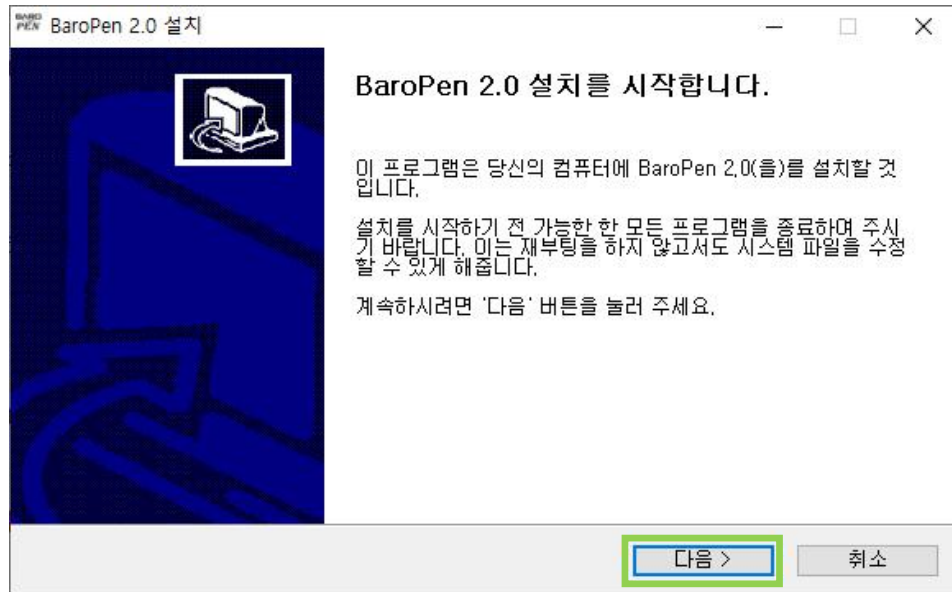 BARO
PEN BaroPen 2.0 설치
BaroPen 2.0 설치를 시작합니다.
이 프로그램은 당신의 컴퓨터에 BaroPen 2.0(을)를 설치할 것
입니다.
설치를 시작하기 전 가능한 한 모든 프로그램을 종료하여 주시
기 바랍니다. 이는 재부팅을 하지 않고서도 시스템 파일을 수정
할 수 있게 해줍니다.
계속하시려면 '다음' 버튼을 눌러 주세요.
다음 > 취소